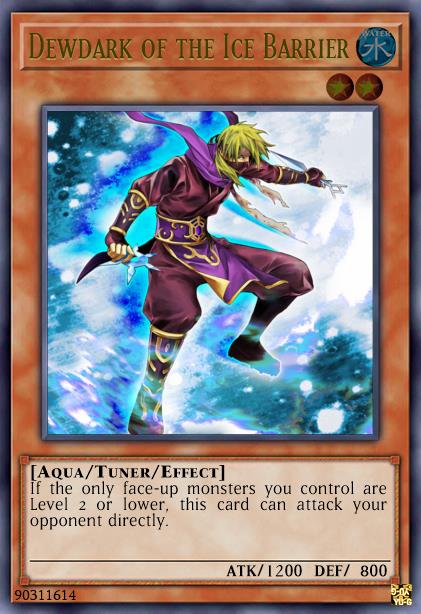 DEWDARK OF THE ICE BARRIER
WATER
水
[AQUA/TUNER/EFFECT]
If the only face-up monsters you control are
Level 2 or lower, this card can attack your
opponent directly.
ATK/1200 DEF/ 800
90311614